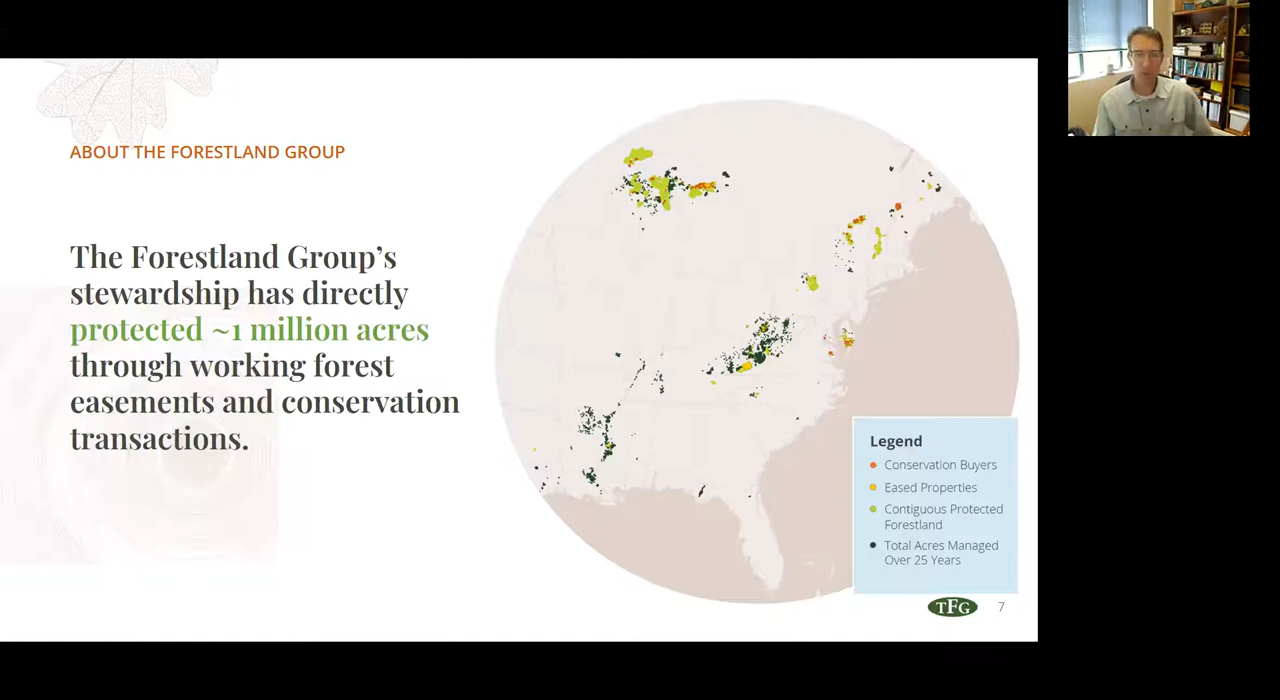 ABOUT THE FORESTLAND GROUP
The Forestland Group’s
stewardship has directly
protected ~1 million acres
through working forest
easements and conservation
transactions.
Legend
Conservation Buyers
Eased Properties
Contiguous Protected
Forestland
Total Acres Managed
Over 25 Years
TFG
7